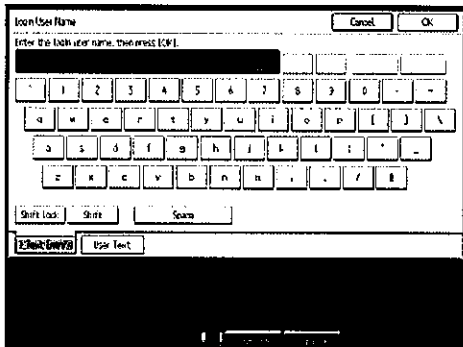 Login User Name Cancel OK
Enter the login user name, then press [OK].
` 1 2 3 4 5 6 7 8 9 0 - =
q w e r t y u i o p [ ] \
a s d f g h j k l ; ' _
z x c v b n m , . / @
Shift Lock Shift Space
User Text